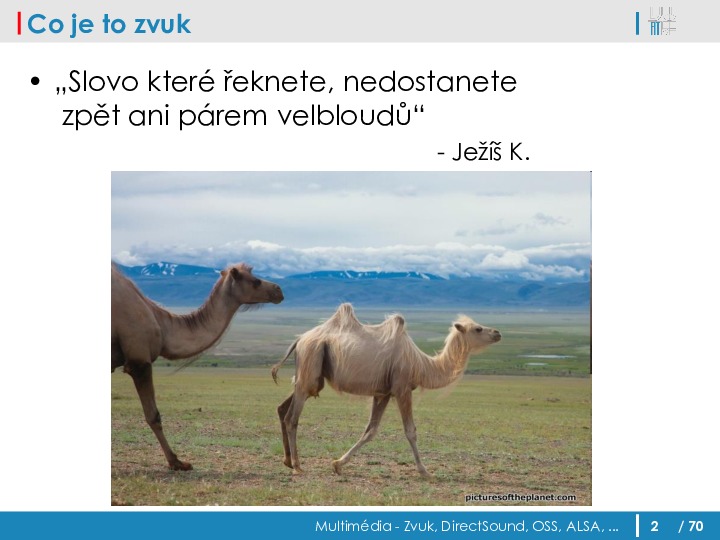 Co je to zvuk
• „Slovo které řeknete, nedostanete
zpět ani párem velbloudů“
- Ježíš K.
picturesoftheplanet.com
Multimédia - Zvuk, DirectSound, OSS, ALSA, ...
2 / 70